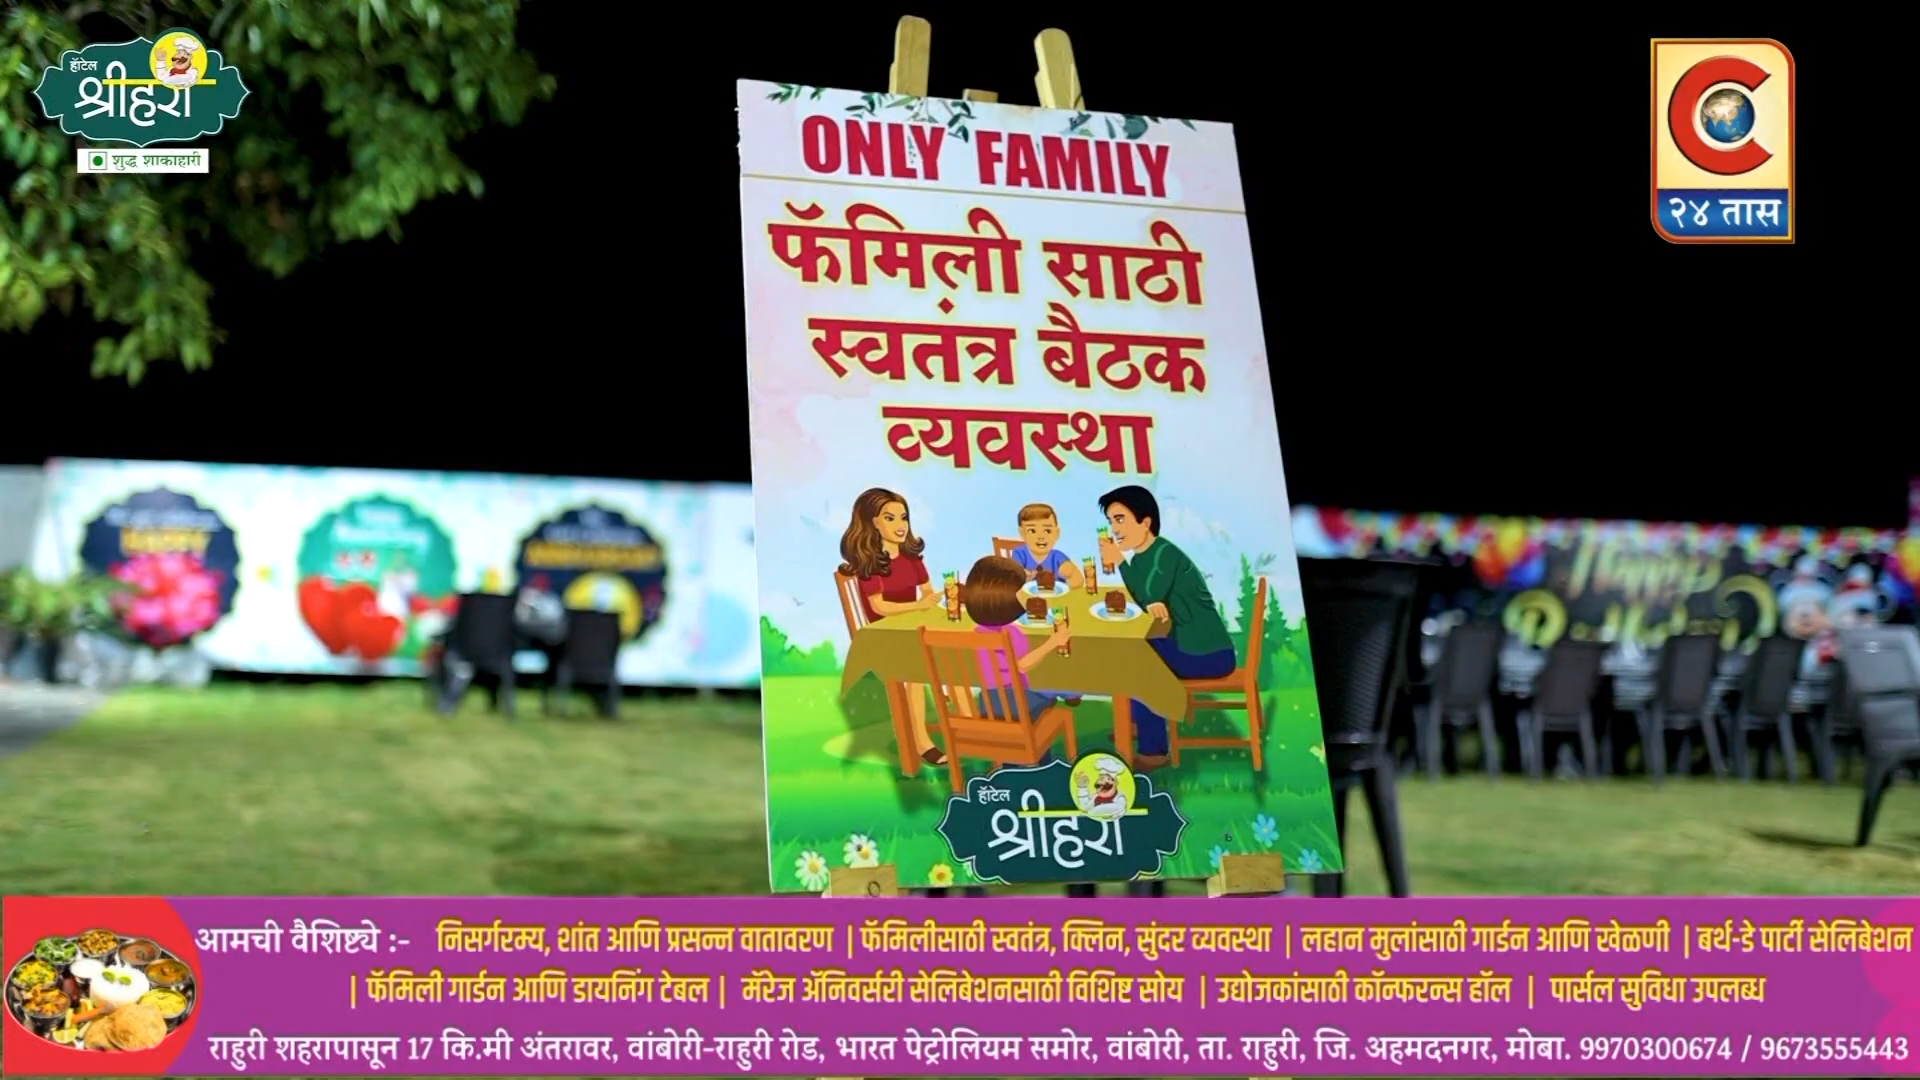 हॉटेल
श्रीहरी
शुद्ध शाकाहारी
C
२४ तास
ONLY FAMILY
फॅमिली साठी
स्वतंत्र बैठक
व्यवस्था
हॉटेल
श्रीहरी
HAPPY
Happy
आमची वैशिष्ट्ये :- निसर्गरम्य, शांत आणि प्रसन्न वातावरण | फॅमिलीसाठी स्वतंत्र, क्लिन, सुंदर व्यवस्था | लहान मुलांसाठी गार्डन आणि खेळणी | बर्थ-डे पार्टी सेलिबेशन
| फॅमिली गार्डन आणि डायनिंग टेबल | मॅरेज ॲनिवर्सरी सेलिबेशनसाठी विशिष्ट सोय | उद्योजकांसाठी कॉन्फरन्स हॉल | पार्सल सुविधा उपलब्ध
राहुरी शहरापासून 17 कि.मी अंतरावर, वांबोरी-राहुरी रोड, भारत पेट्रोलियम समोर, वांबोरी, ता. राहुरी, जि. अहमदनगर, मोबा. 9970300674 / 9673555443